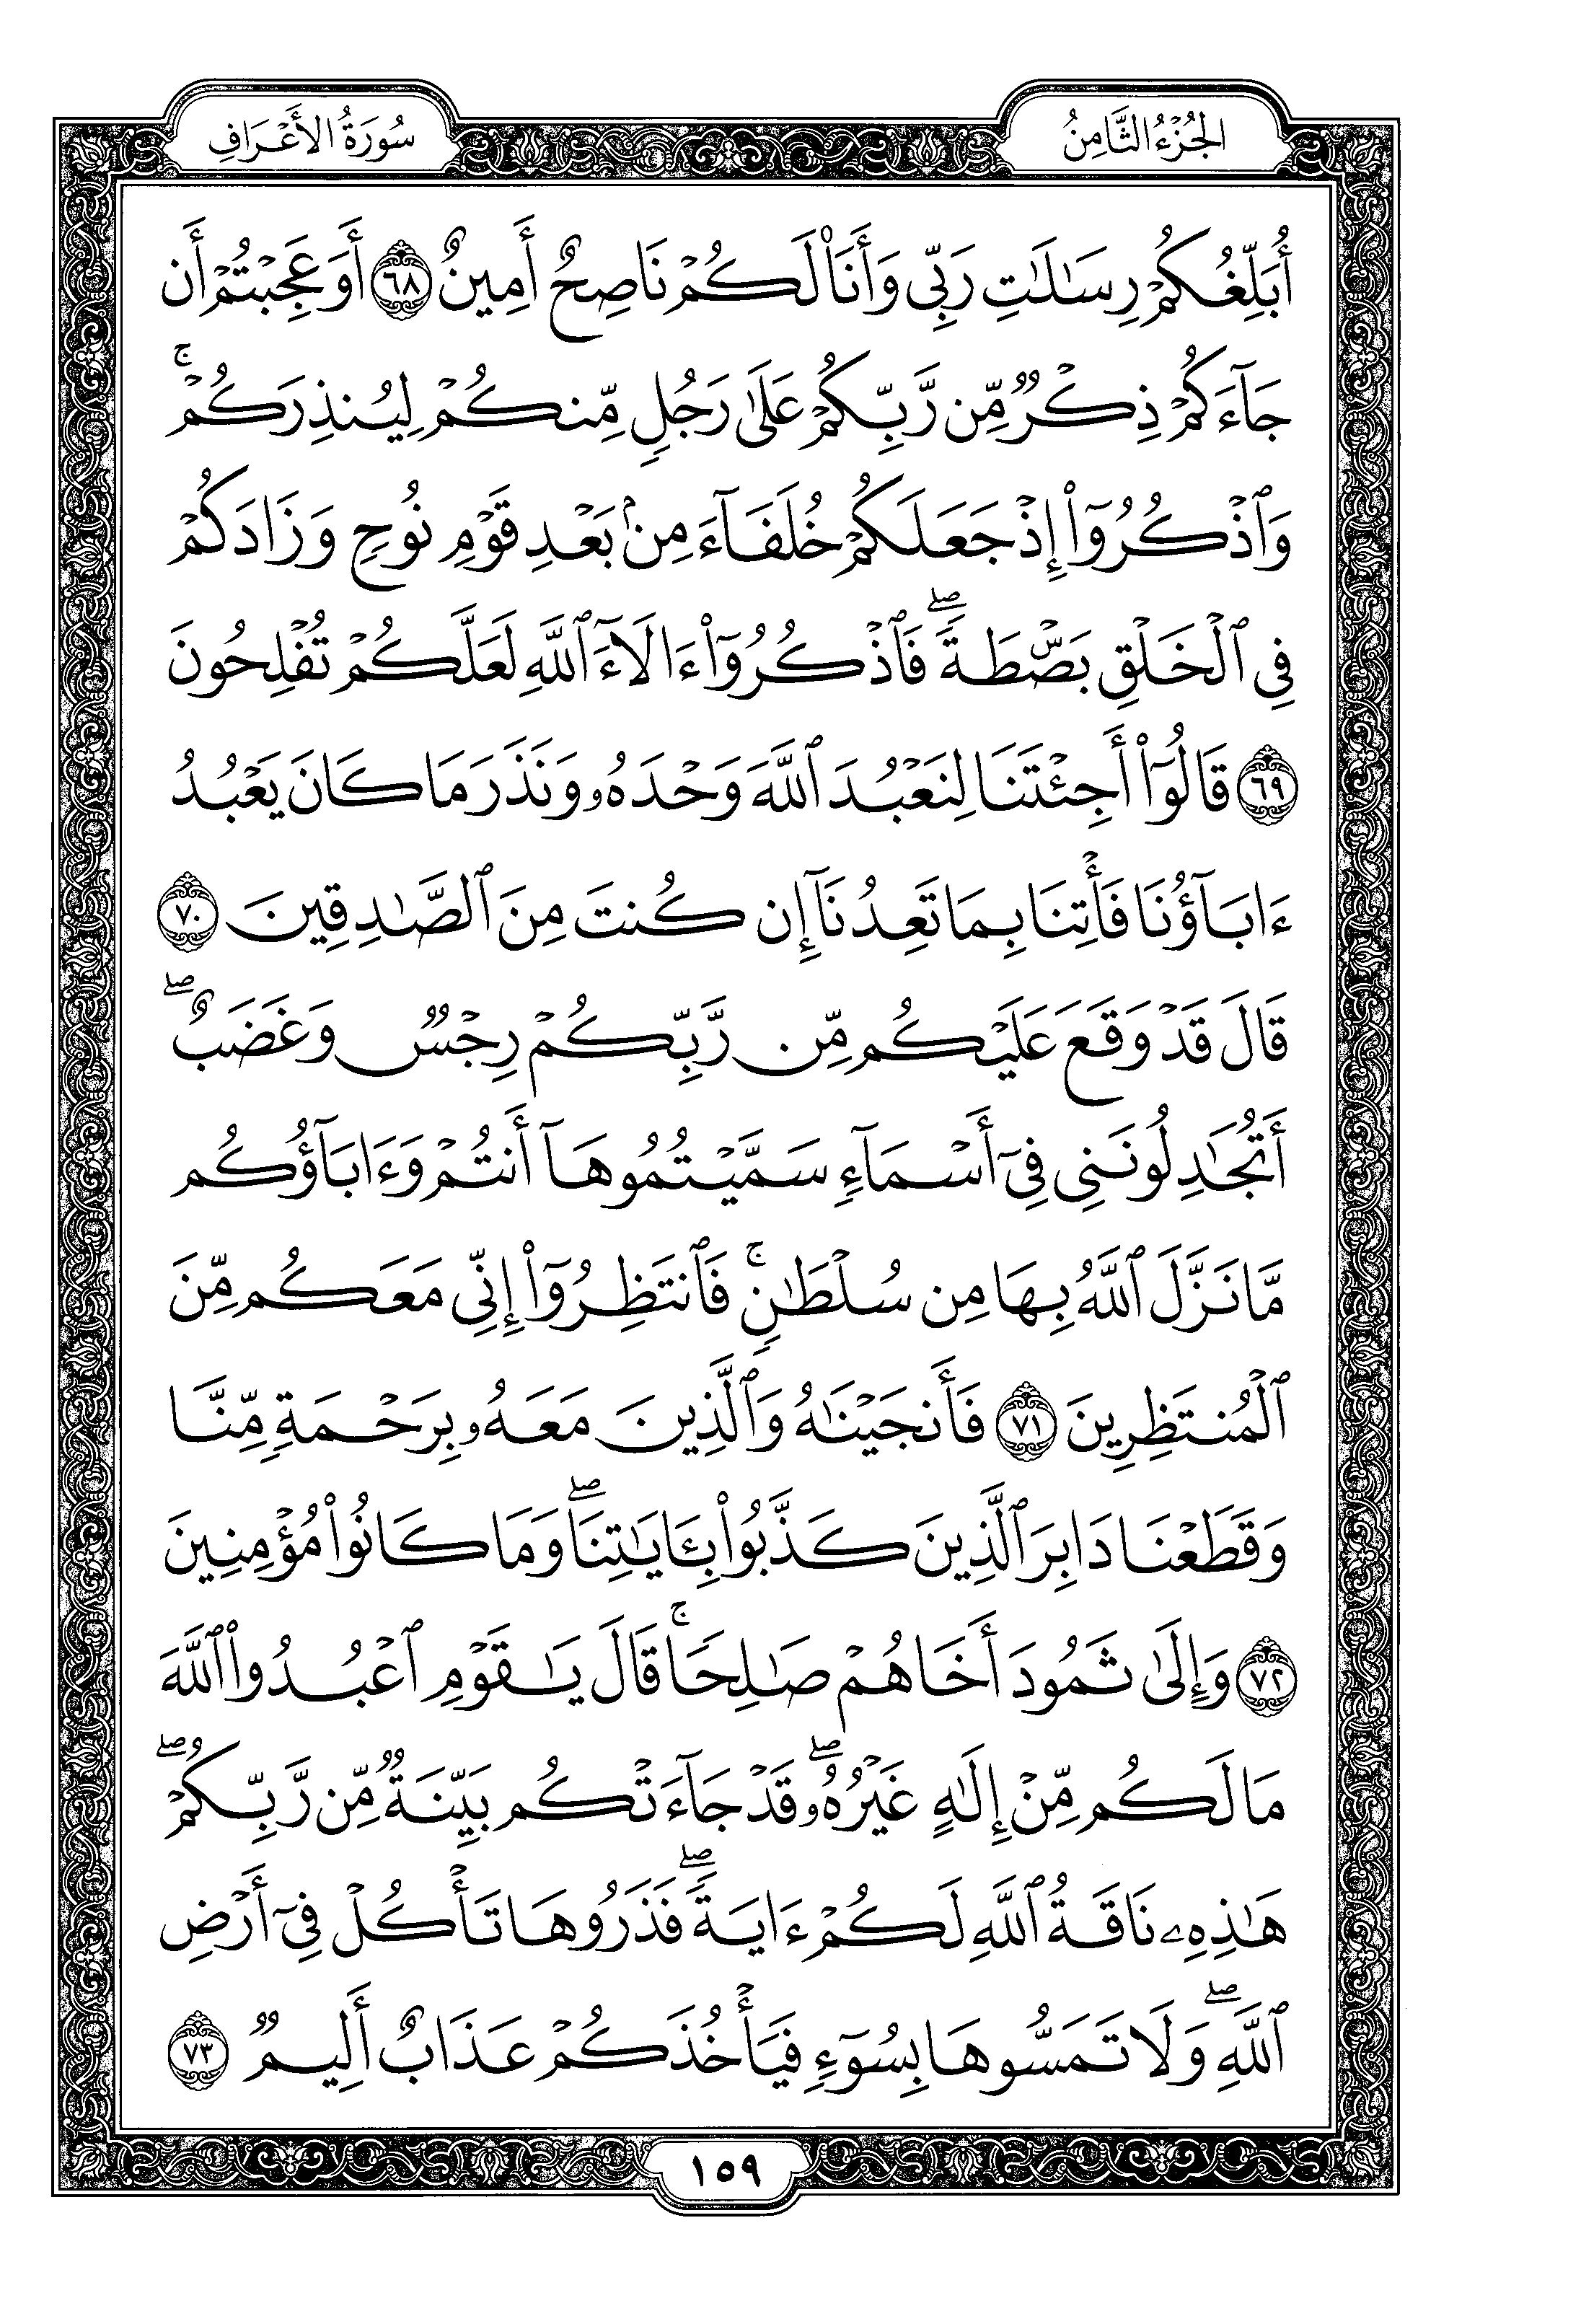 الجُزْءُ الثَّامِنُ
سُورَةُ الأَعْرَافِ
أُبَلِّغُكُمْ رِسَٰلَٰتِ رَبِّى وَأَنَا۠ لَكُمْ نَاصِحٌ أَمِينٌ ٦٨ أَوَعَجِبْتُمْ أَن
جَآءَكُمْ ذِكْرٌ مِّن رَّبِّكُمْ عَلَىٰ رَجُلٍ مِّنكُمْ لِيُنذِرَكُمْ ۚ
وَٱذْكُرُوٓا۟ إِذْ جَعَلَكُمْ خُلَفَآءَ مِنۢ بَعْدِ قَوْمِ نُوحٍ وَزَادَكُمْ
فِى ٱلْخَلْقِ بَصْۜطَةً ۖ فَٱذْكُرُوٓا۟ ءَالَآءَ ٱللَّهِ لَعَلَّكُمْ تُفْلِحُونَ
٦٩ قَالُوٓا۟ أَجِئْتَنَا لِنَعْبُدَ ٱللَّهَ وَحْدَهُۥ وَنَذَرَ مَا كَانَ يَعْبُدُ
ءَابَآؤُنَا فَأْتِنَا بِمَا تَعِدُنَآ إِن كُنتَ مِنَ ٱلصَّٰدِقِينَ ٧٠
قَالَ قَدْ وَقَعَ عَلَيْكُم مِّن رَّبِّكُمْ رِجْسٌ وَغَضَبٌ ۖ
أَتُجَٰدِلُونَنِى فِىٓ أَسْمَآءٍ سَمَّيْتُمُوهَآ أَنتُمْ وَءَابَآؤُكُم
مَّا نَزَّلَ ٱللَّهُ بِهَا مِن سُلْطَٰنٍ ۚ فَٱنتَظِرُوٓا۟ إِنِّى مَعَكُم مِّنَ
ٱلْمُنتَظِرِينَ ٧١ فَأَنجَيْنَٰهُ وَٱلَّذِينَ مَعَهُۥ بِرَحْمَةٍ مِّنَّا
وَقَطَعْنَا دَابِرَ ٱلَّذِينَ كَذَّبُوا۟ بِـَٔايَٰتِنَا ۖ وَمَا كَانُوا۟ مُؤْمِنِينَ
٧٢ وَإِلَىٰ ثَمُودَ أَخَاهُمْ صَٰلِحًا ۚ قَالَ يَٰقَوْمِ ٱعْبُدُوا۟ ٱللَّهَ
مَا لَكُم مِّنْ إِلَٰهٍ غَيْرُهُۥ ۖ قَدْ جَآءَتْكُم بَيِّنَةٌ مِّن رَّبِّكُمْ ۖ
هَٰذِهِۦ نَاقَةُ ٱللَّهِ لَكُمْ ءَايَةً ۖ فَذَرُوهَا تَأْكُلْ فِىٓ أَرْضِ
ٱللَّهِ ۖ وَلَا تَمَسُّوهَا بِسُوٓءٍ فَيَأْخُذَكُمْ عَذَابٌ أَلِيمٌ ٧٣
١٥٩